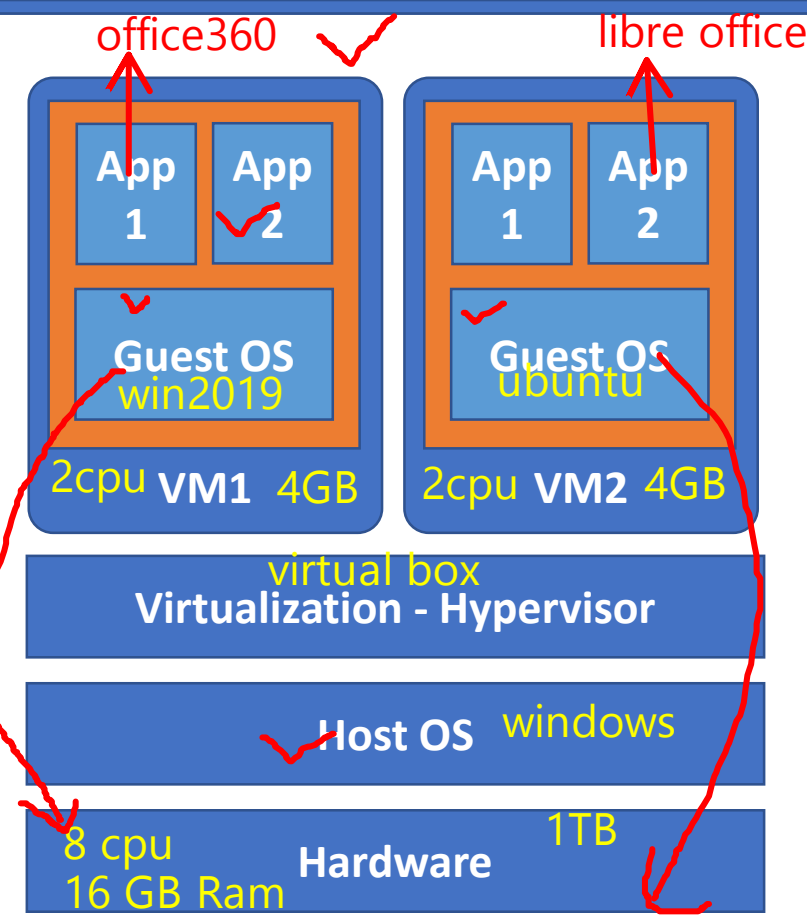 office360
libre office
App
1
App
2
Guest OS
win2019
2cpu VM1 4GB
App
1
App
2
Guest OS
ubuntu
2cpu VM2 4GB
virtual box
Virtualization - Hypervisor
Host OS windows
8 cpu
16 GB Ram
Hardware
1TB